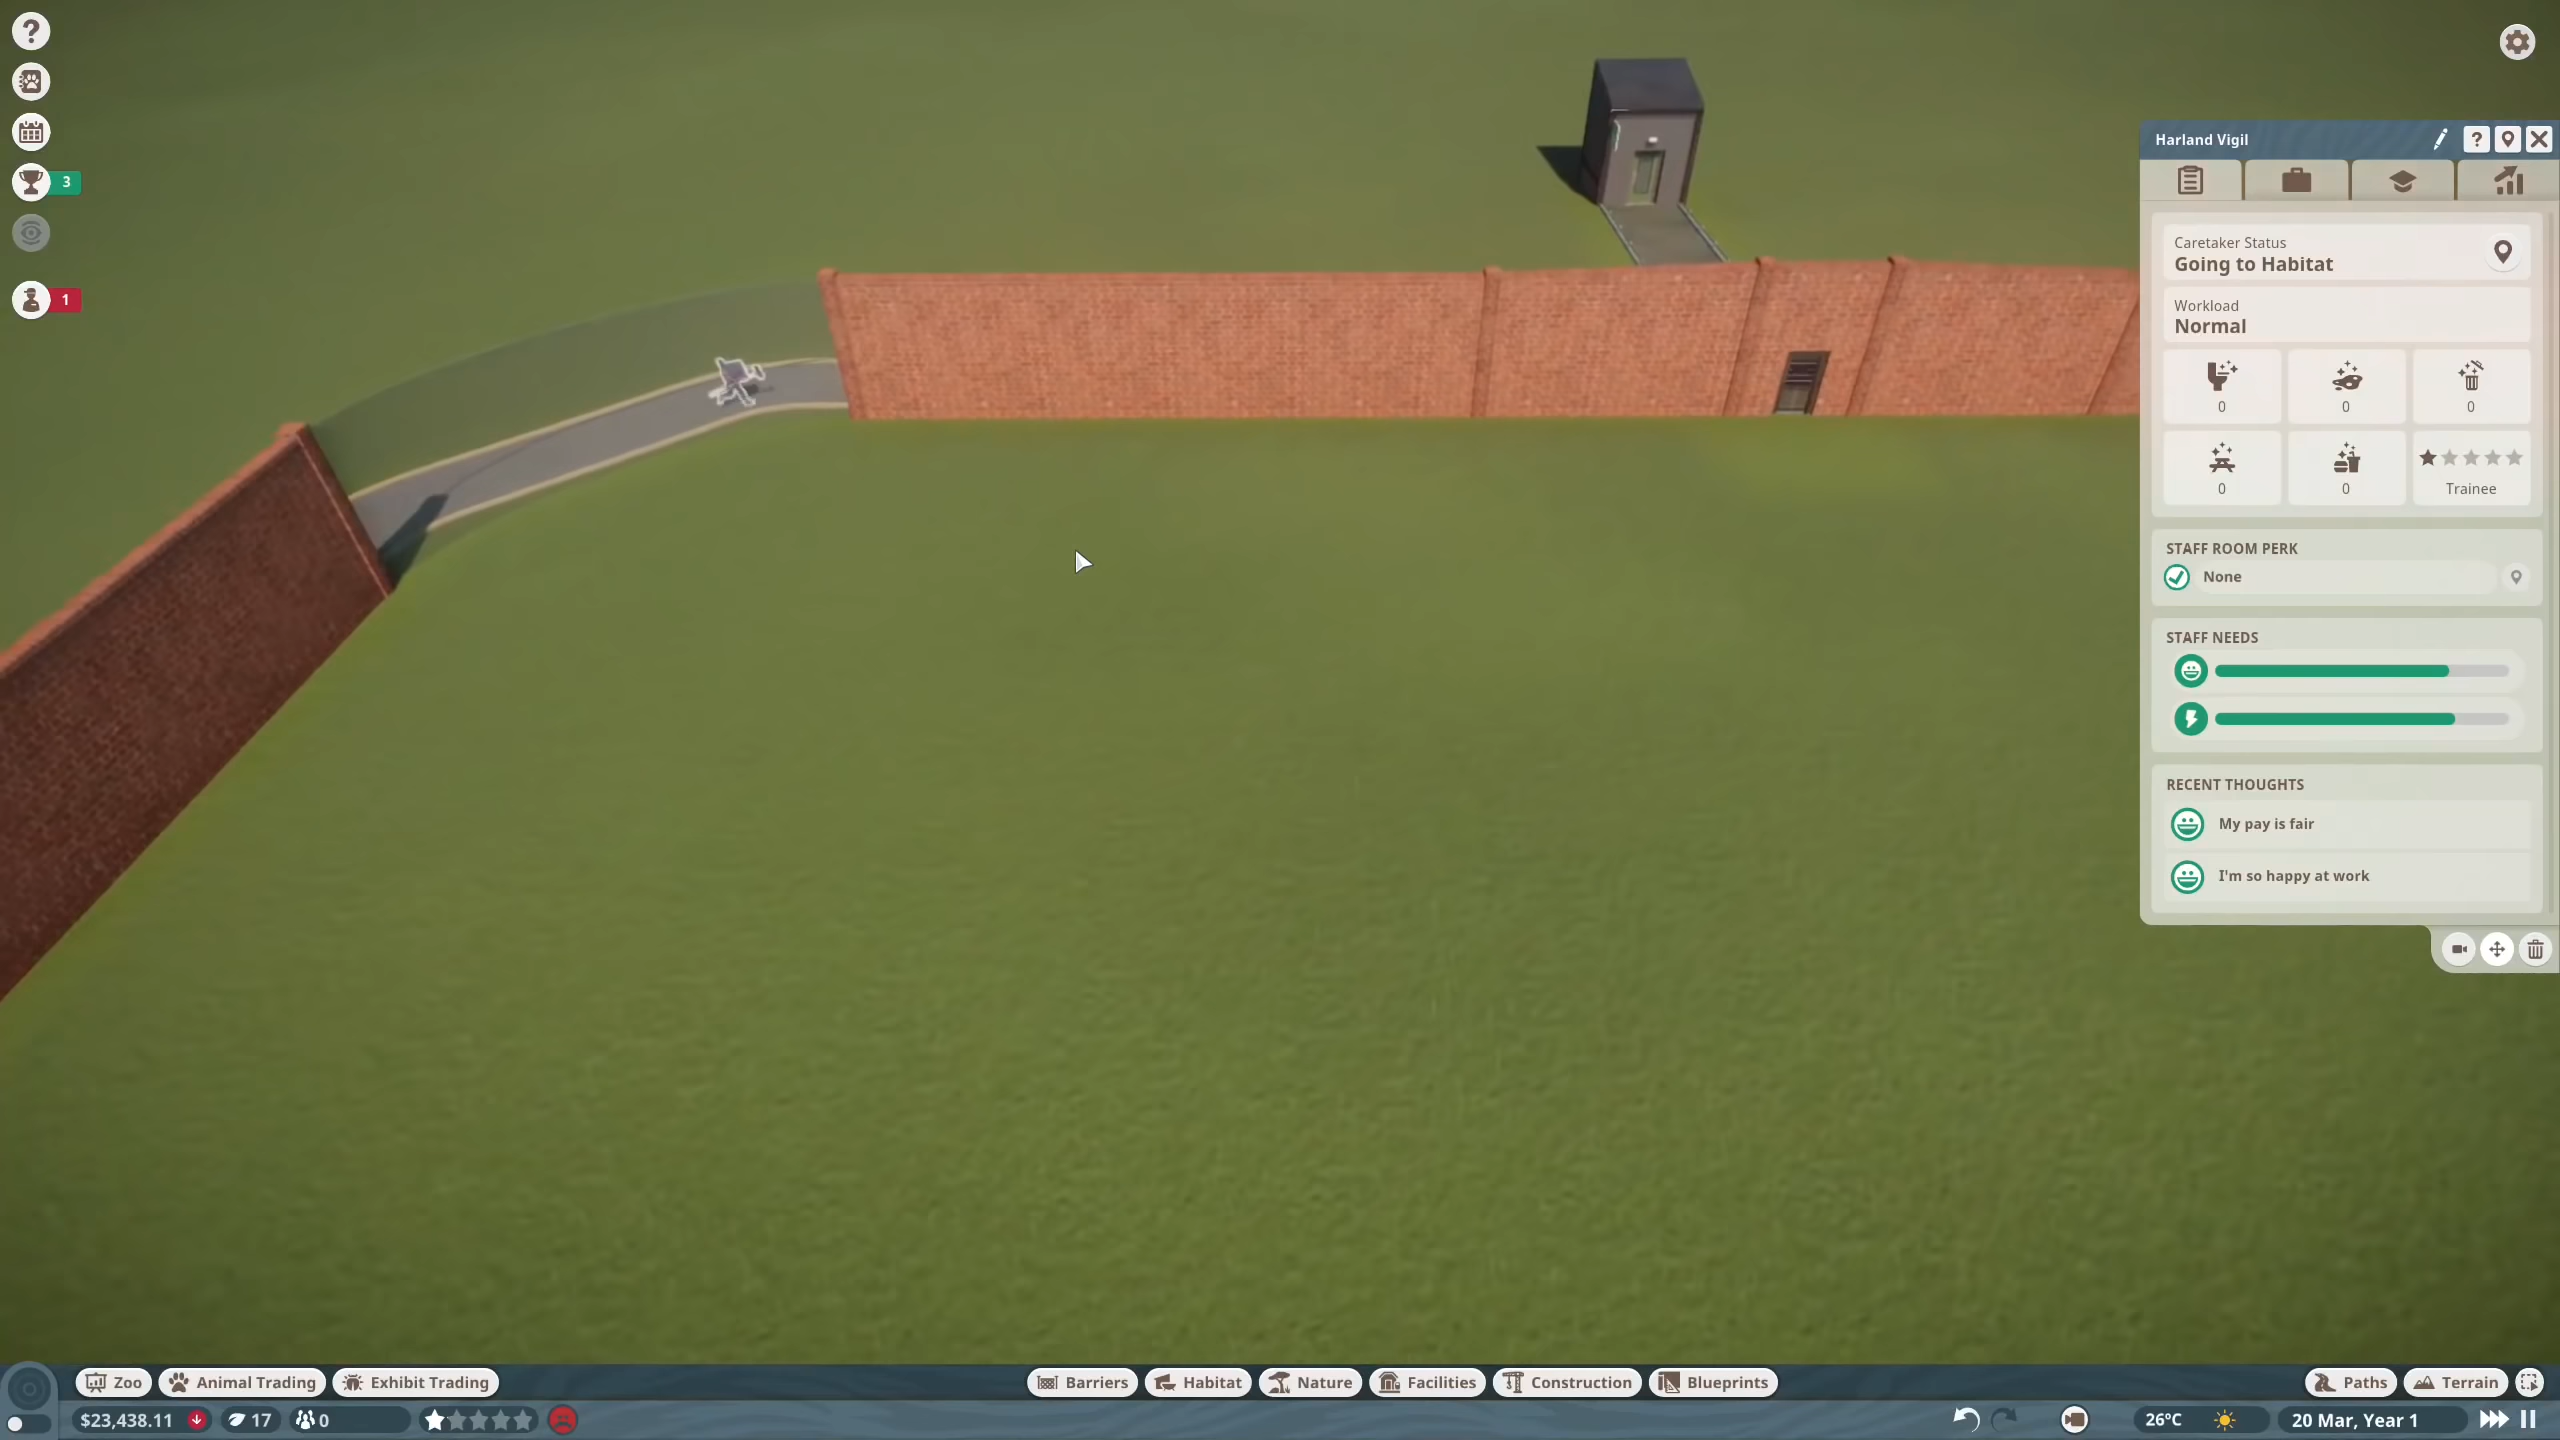 ?
3
1
Harland Vigil
?
Caretaker Status
Going to Habitat
Workload
Normal
0
0
0
0
0
Trainee
STAFF ROOM PERK
None
STAFF NEEDS
RECENT THOUGHTS
My pay is fair
I'm so happy at work
Zoo
Animal Trading
Exhibit Trading
Barriers
Habitat
Nature
Facilities
Construction
Blueprints
Paths
Terrain
$23,438.11
17
0
26°C
20 Mar, Year 1